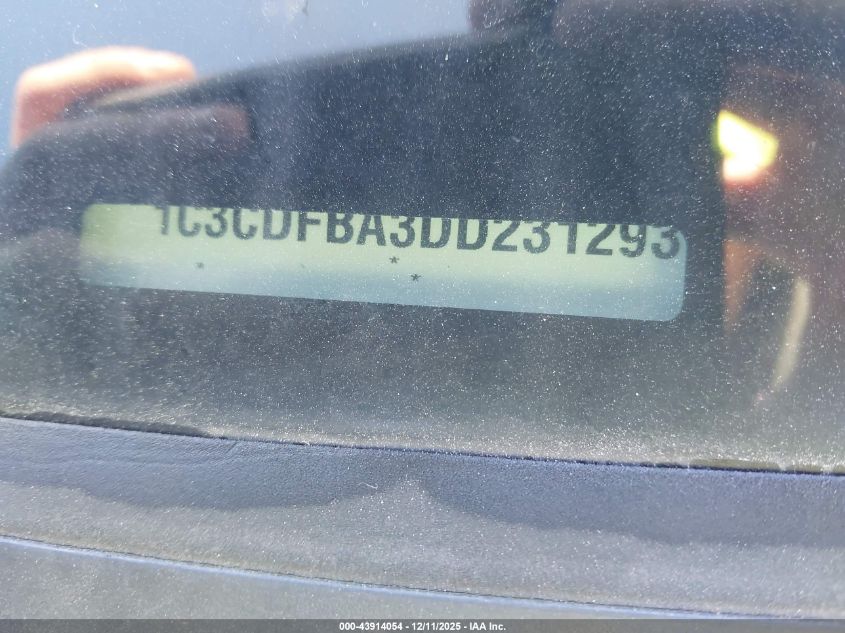 1C3CDFBA3DD231293
* * *
000-43914054 - 12/11/2025 - IAA Inc.